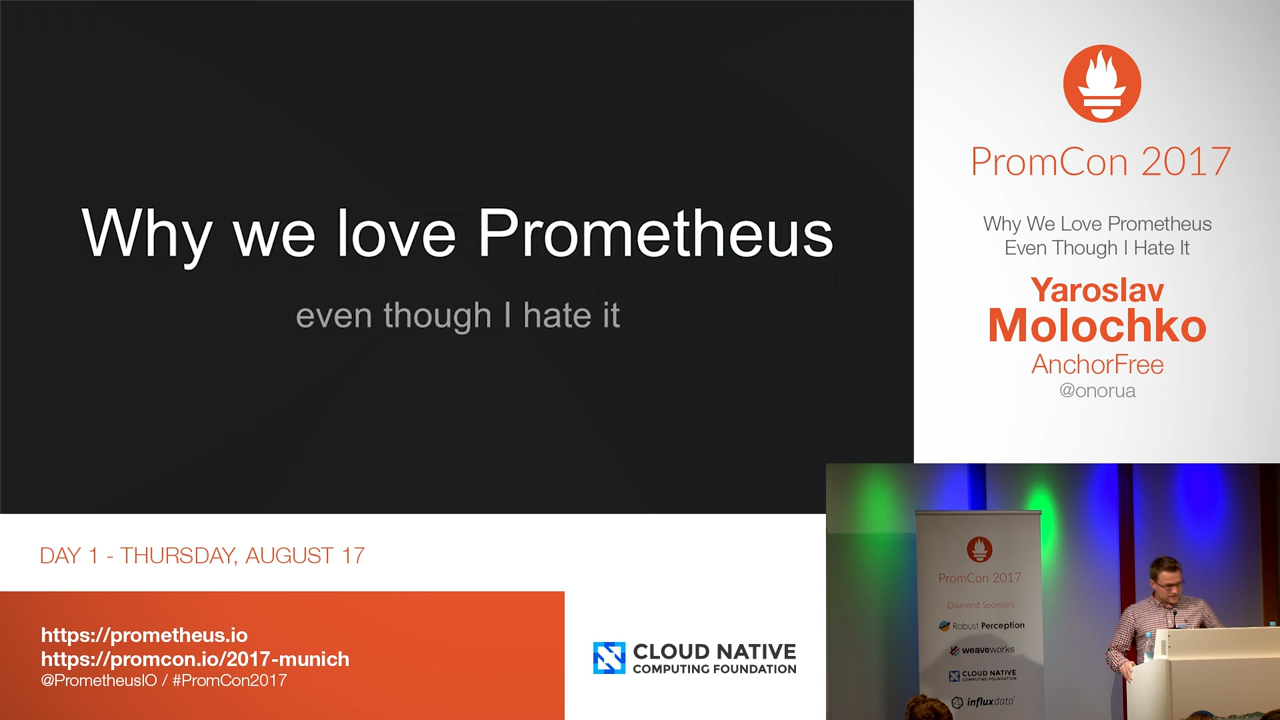 Why we love Prometheus
even though I hate it
PromCon 2017
Why We Love Prometheus
Even Though I Hate It
Yaroslav
Molochko
AnchorFree
@onorua
DAY 1 - THURSDAY, AUGUST 17
https://prometheus.io
https://promcon.io/2017-munich
@PrometheusIO / #PromCon2017
CLOUD NATIVE
COMPUTING FOUNDATION
PromCon 2017
Diamond Sponsors
Robust Perception
weaveworks
CLOUD NATIVE
COMPUTING FOUNDATION
influxdata